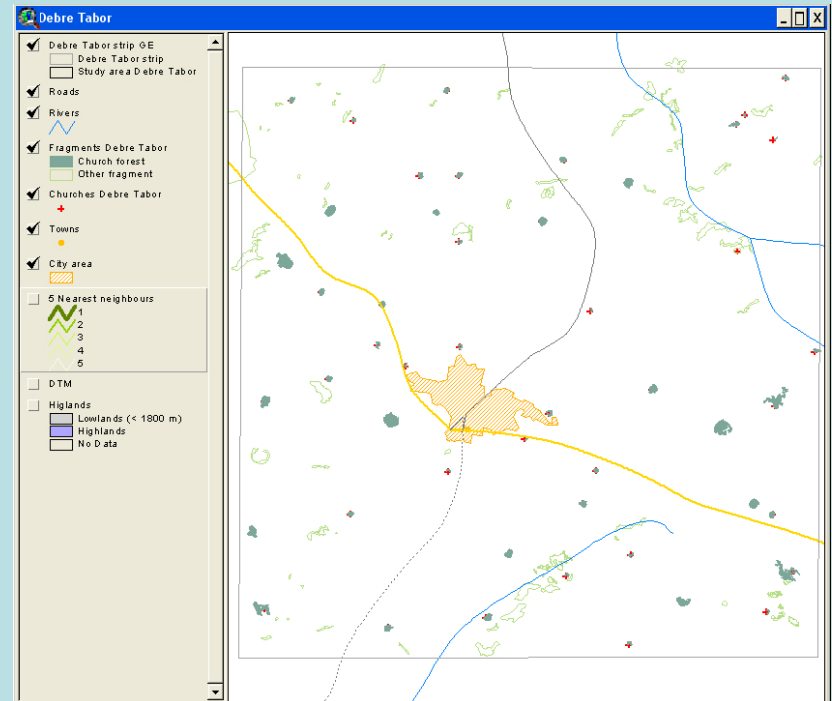 Debre Tabor
Debre Tabor strip GE
Debre Tabor strip
Study area Debre Tabor
Roads
Rivers
Fragments Debre Tabor
Church forest
Other fragment
Churches Debre Tabor
Towns
City area
5 Nearest neighbours
1
2
3
4
5
DTM
Higlands
Lowlands (< 1800 m)
Highlands
No Data